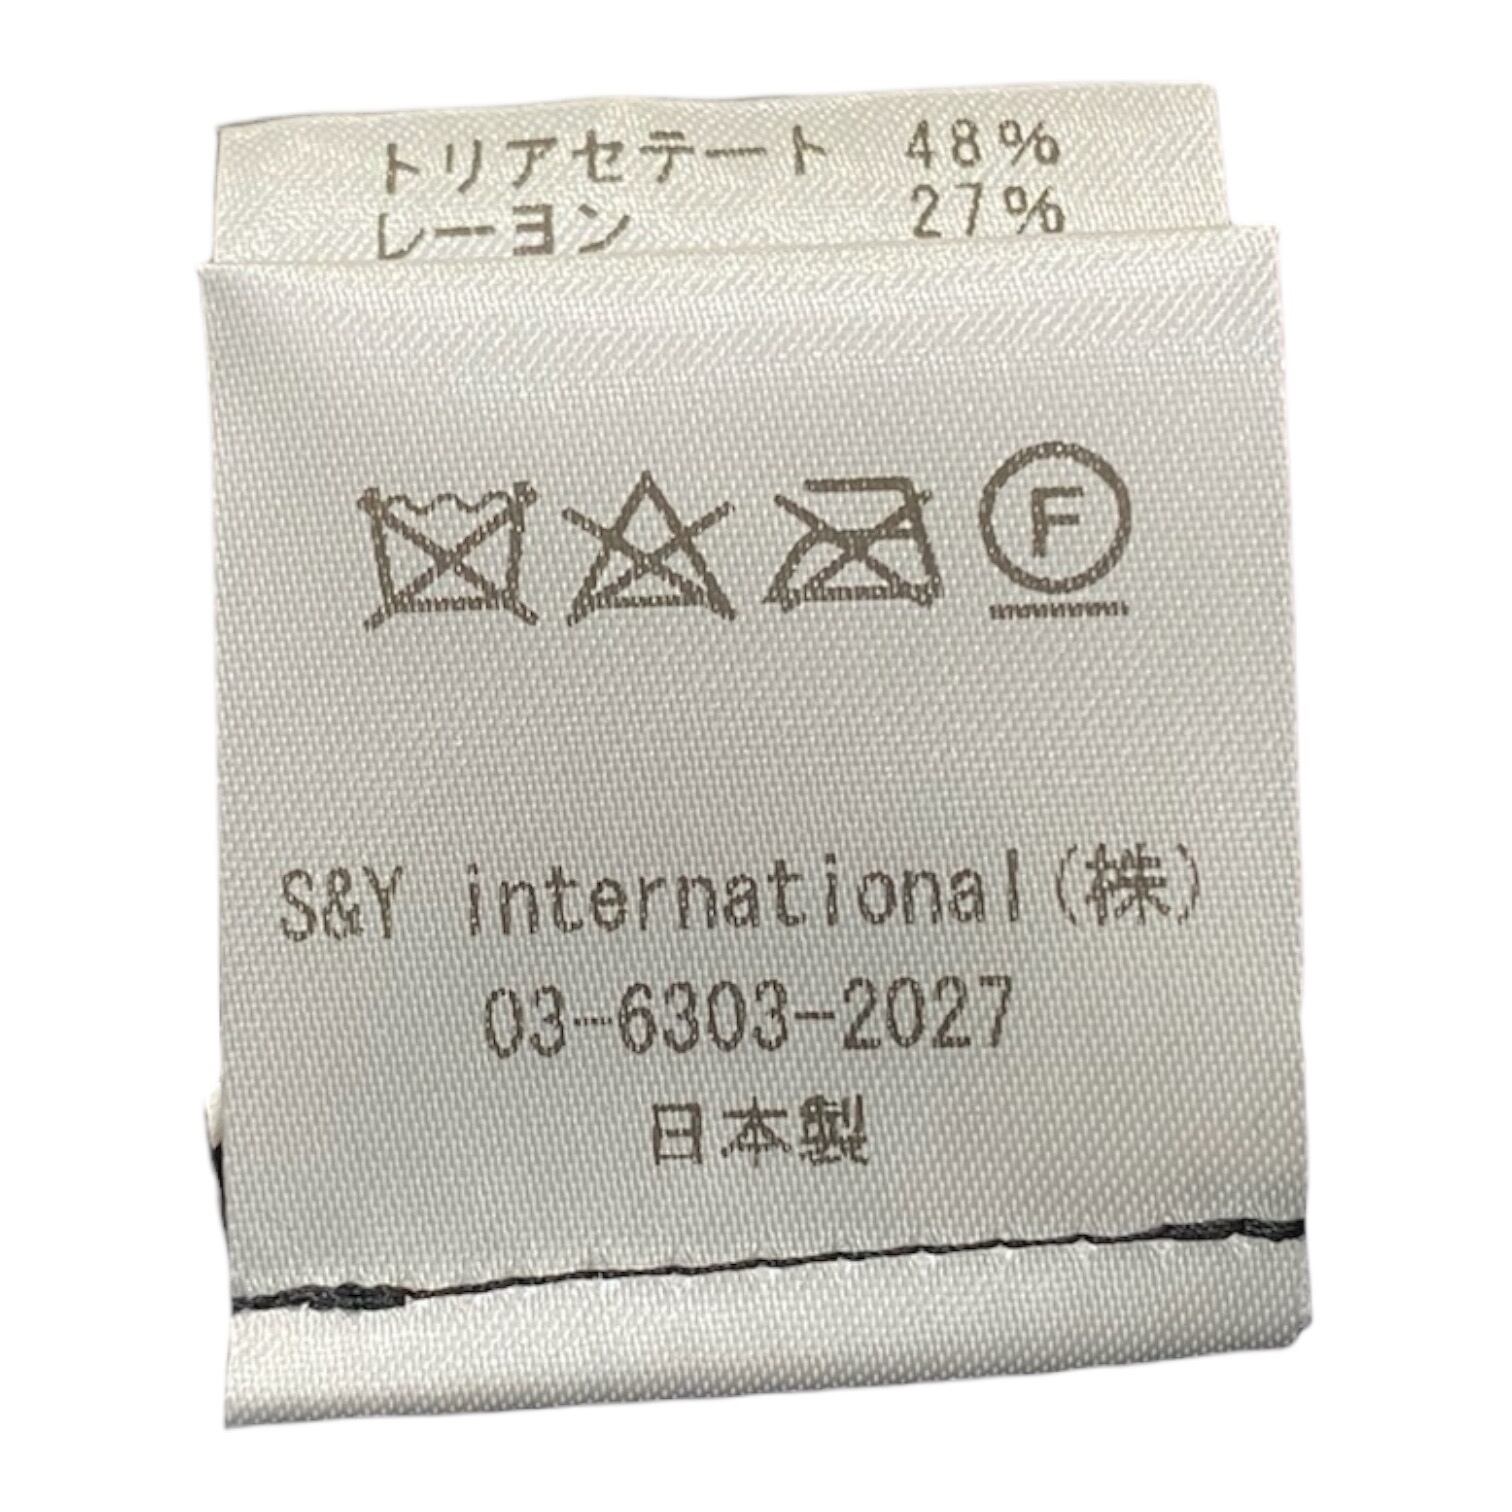 トリアセテート 48%
レーヨン 27%
F
S&Y international(株)
03-6303-2027
日本製